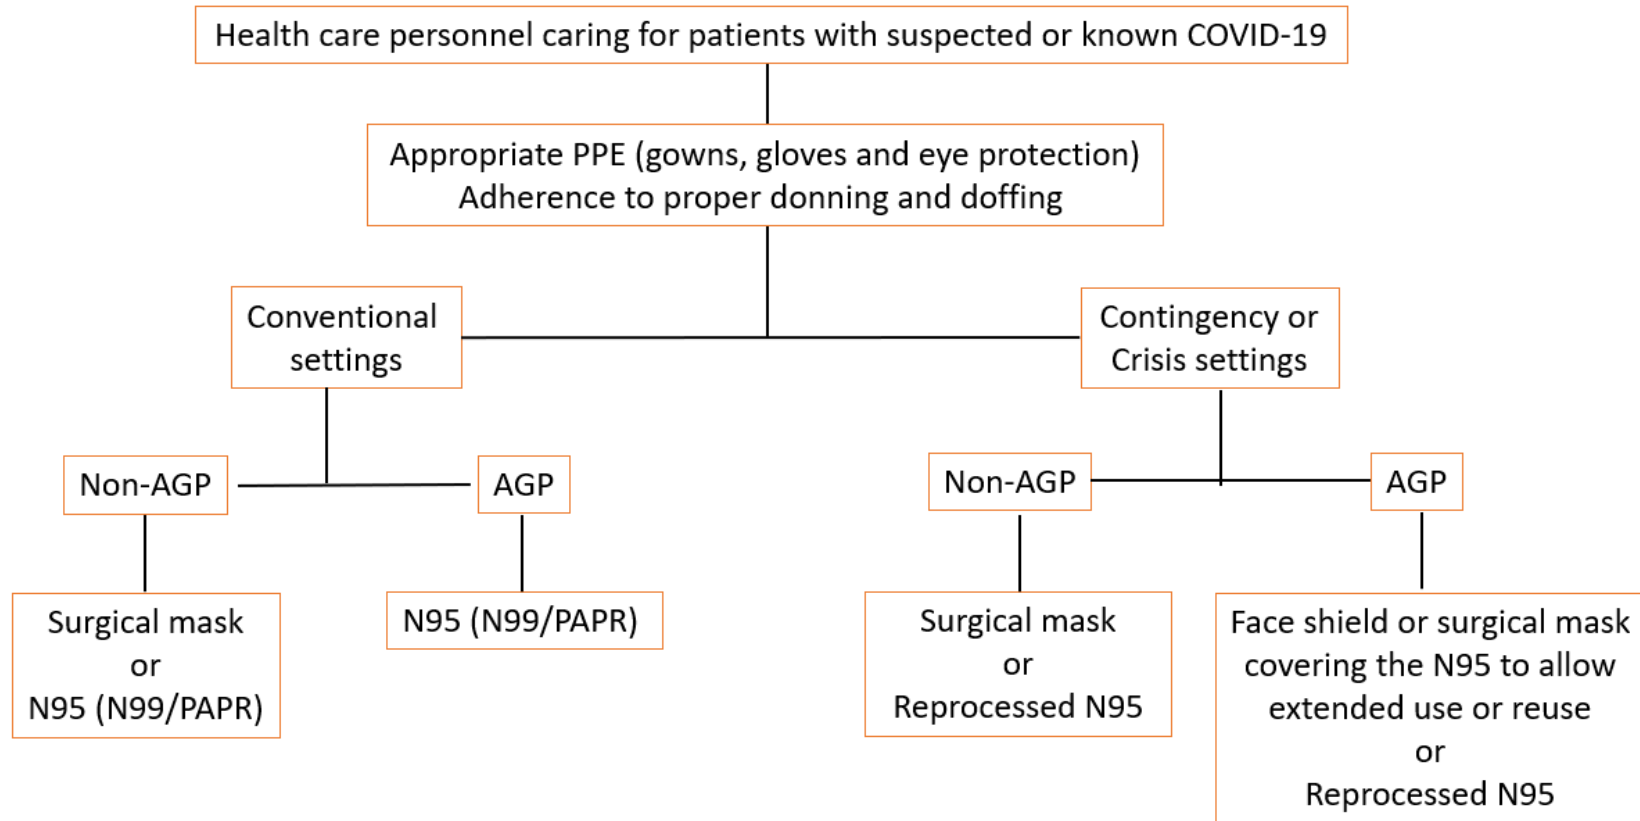 Health care personnel caring for patients with suspected or known COVID-19
Appropriate PPE (gowns, gloves and eye protection)
Adherence to proper donning and doffing
Conventional
settings
Contingency or
Crisis settings
Non-AGP
AGP
Non-AGP
AGP
Surgical mask
or
N95 (N99/PAPR)
N95 (N99/PAPR)
Surgical mask
or
Reprocessed N95
Face shield or surgical mask
covering the N95 to allow
extended use or reuse
or
Reprocessed N95